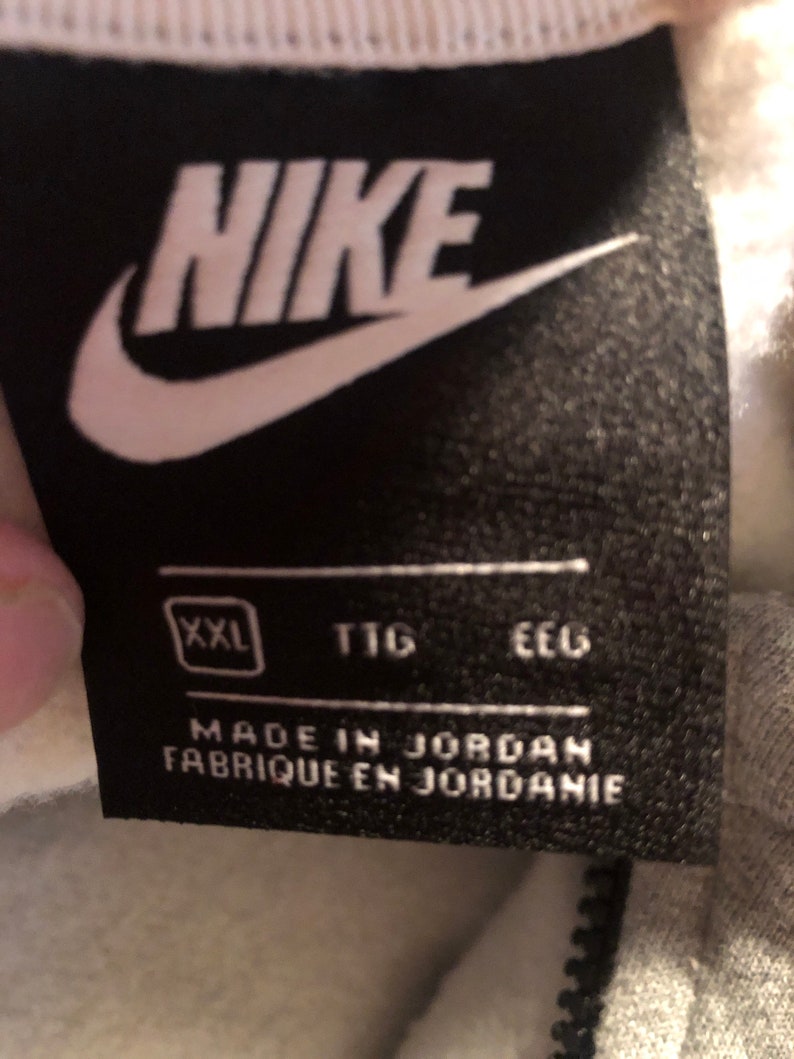 NIKE
XXL TTG EEG
MADE IN JORDAN
FABRIQUE EN JORDANIE